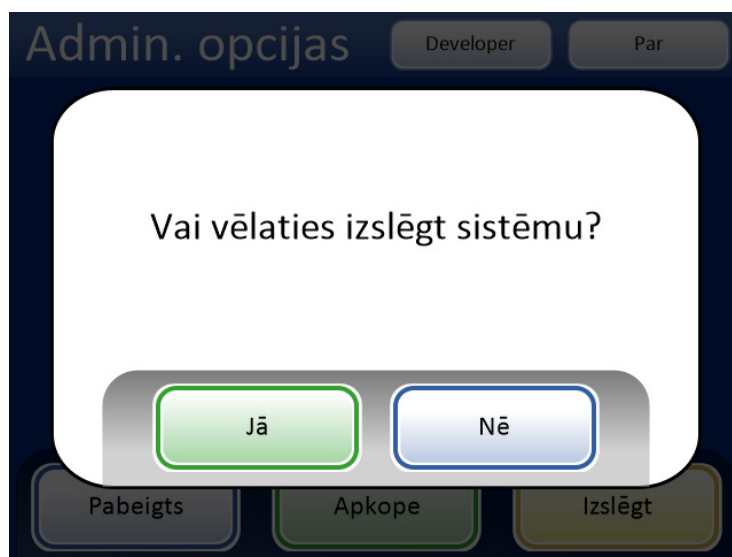 Admin. opcijas
Developer
Par
Vai vēlaties izslēgt sistēmu?
Jā
Nē
Pabeigts
Apkope
Izslēgt